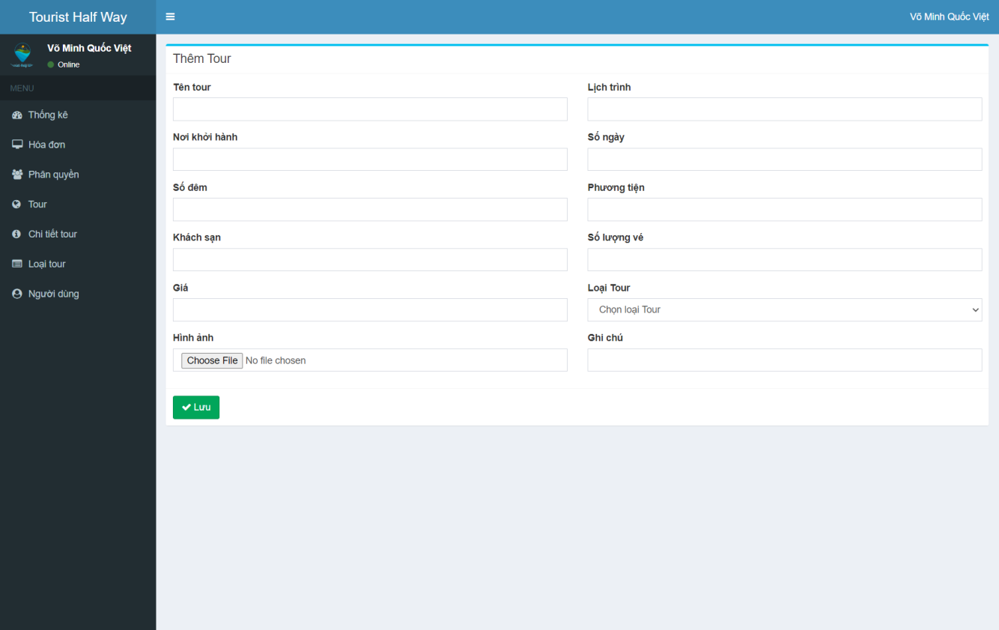 Tourist Half Way
Võ Minh Quốc Việt
Võ Minh Quốc Việt
Online
MENU
Thống kê
Hóa đơn
Phân quyền
Tour
Chi tiết tour
Loại tour
Người dùng
Thêm Tour
Tên tour
Lịch trình
Nơi khởi hành
Số ngày
Số đêm
Phương tiện
Khách sạn
Số lượng vé
Giá
Loại Tour
Chọn loại Tour
Hình ảnh
Ghi chú
Choose File No file chosen
Lưu